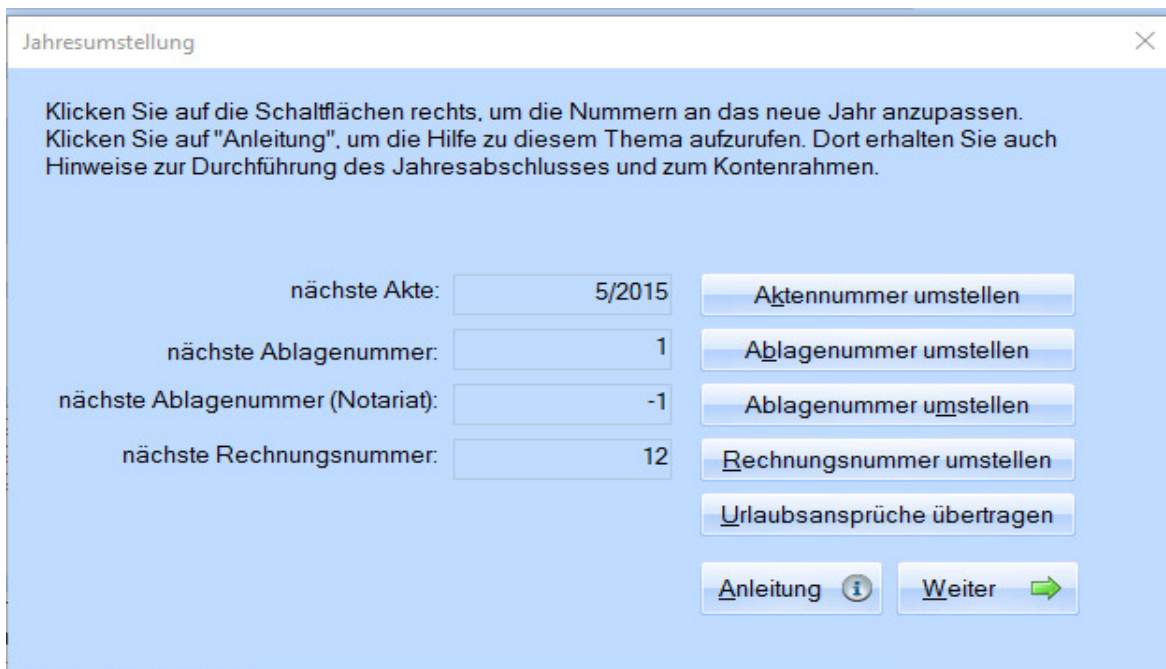 Jahresumstellung
Klicken Sie auf die Schaltflächen rechts, um die Nummern an das neue Jahr anzupassen.
Klicken Sie auf "Anleitung", um die Hilfe zu diesem Thema aufzurufen. Dort erhalten Sie auch
Hinweise zur Durchführung des Jahresabschlusses und zum Kontenrahmen.
nächste Akte: 5/2015 Aktennummer umstellen
nächste Ablagenummer: 1 Ablagenummer umstellen
nächste Ablagenummer (Notariat): -1 Ablagenummer umstellen
nächste Rechnungsnummer: 12 Rechnungsnummer umstellen
Urlaubsansprüche übertragen
Anleitung Weiter